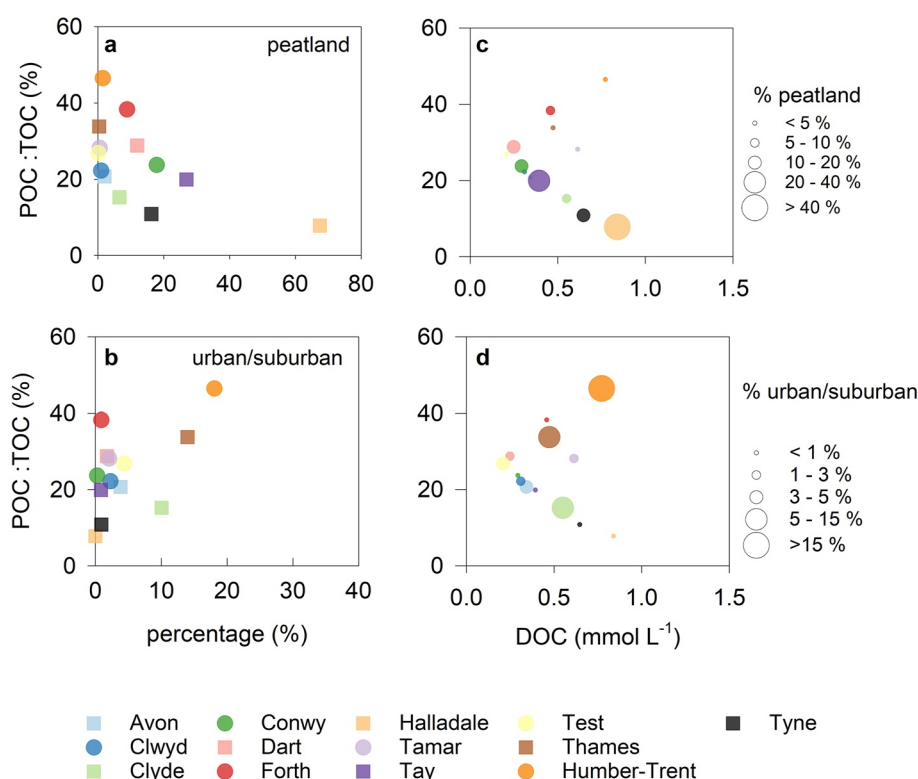 a
peatland
60
40
20
0
POC :TOC (%)
0
20
40
60
80
c
60
40
20
0
0.0
0.5
1.0
1.5
% peatland
< 5 %
5 - 10 %
10 - 20 %
20 - 40 %
> 40 %
b
urban/suburban
60
40
20
0
POC :TOC (%)
0
10
20
30
40
percentage (%)
d
60
40
20
0
0.0
0.5
1.0
1.5
DOC (mmol L⁻¹)
% urban/suburban
< 1 %
1 - 3 %
3 - 5 %
5 - 15 %
>15 %
Avon Conwy Halladale Test Tyne
Clwyd Dart Tamar Thames
Clyde Forth Tay Humber-Trent